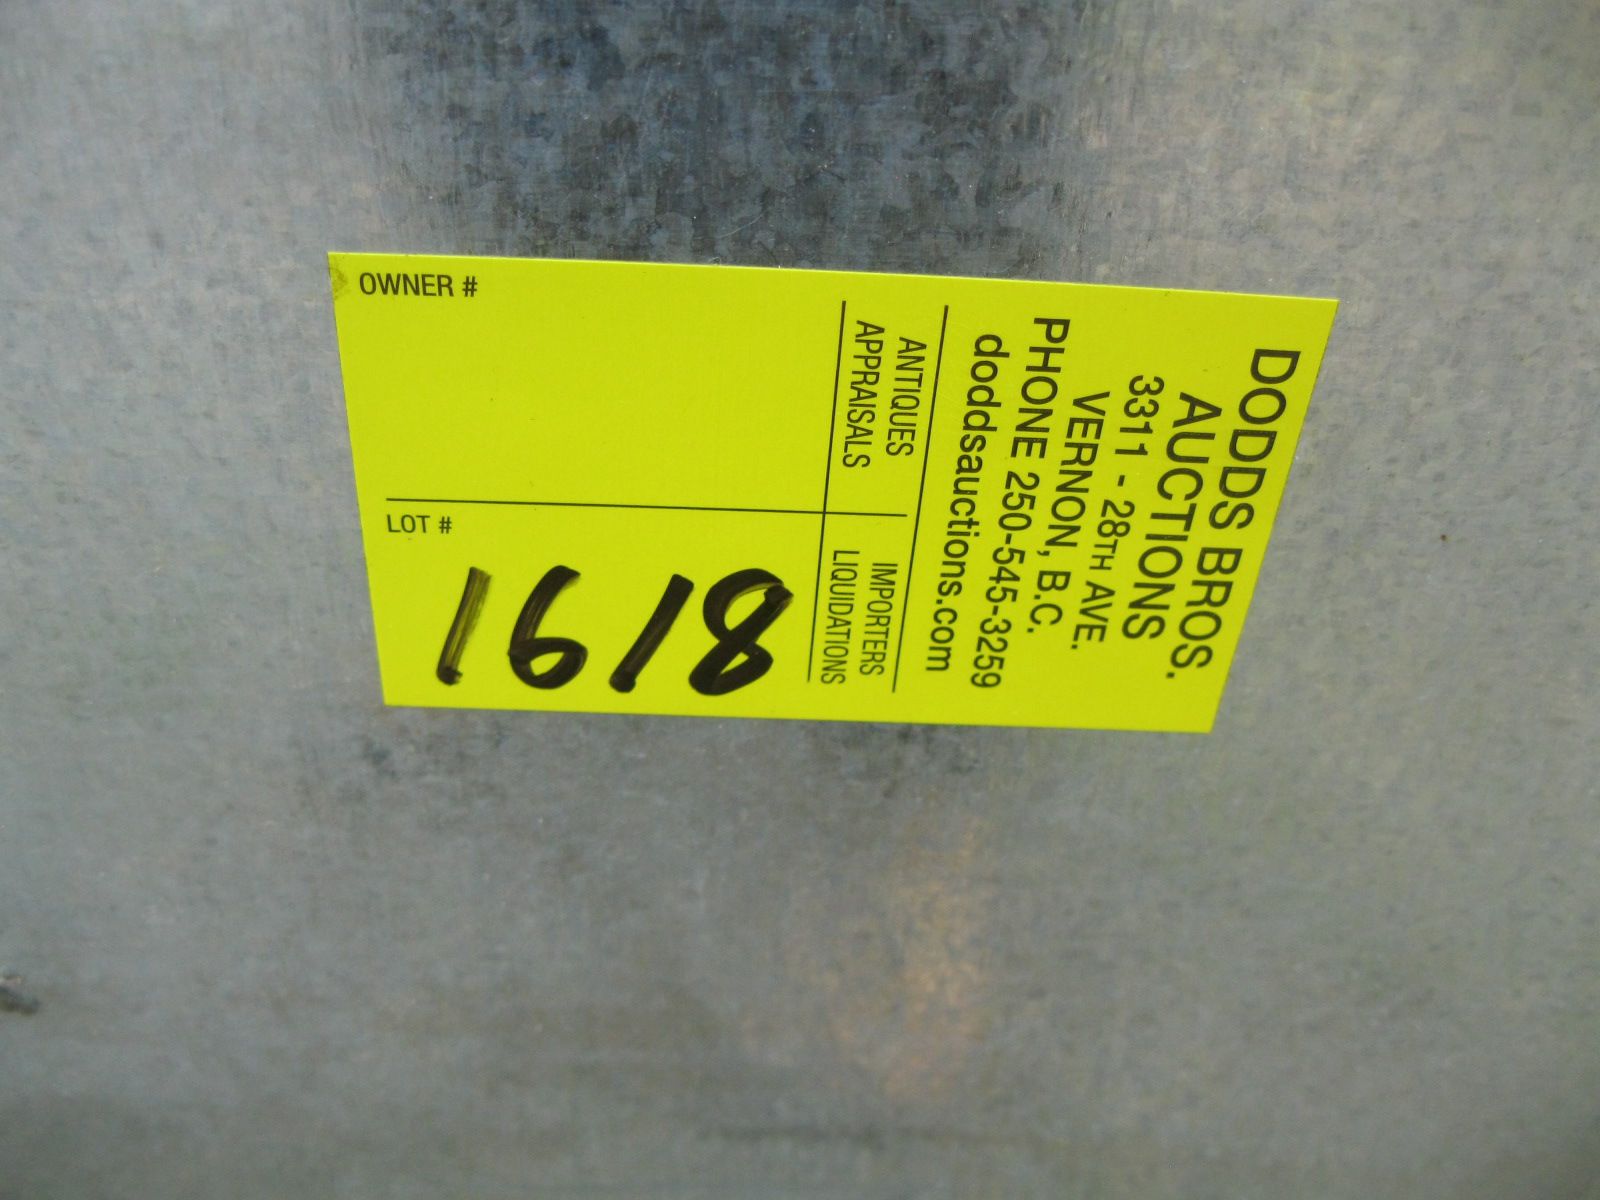 DODDS BROS.
AUCTIONS
3311 - 28TH AVE.
VERNON, B.C.
PHONE 250-545-3259
doddsauctions.com
ANTIQUES
APPRAISALS
IMPORTERS
LIQUIDATIONS
OWNER #
LOT #
1618